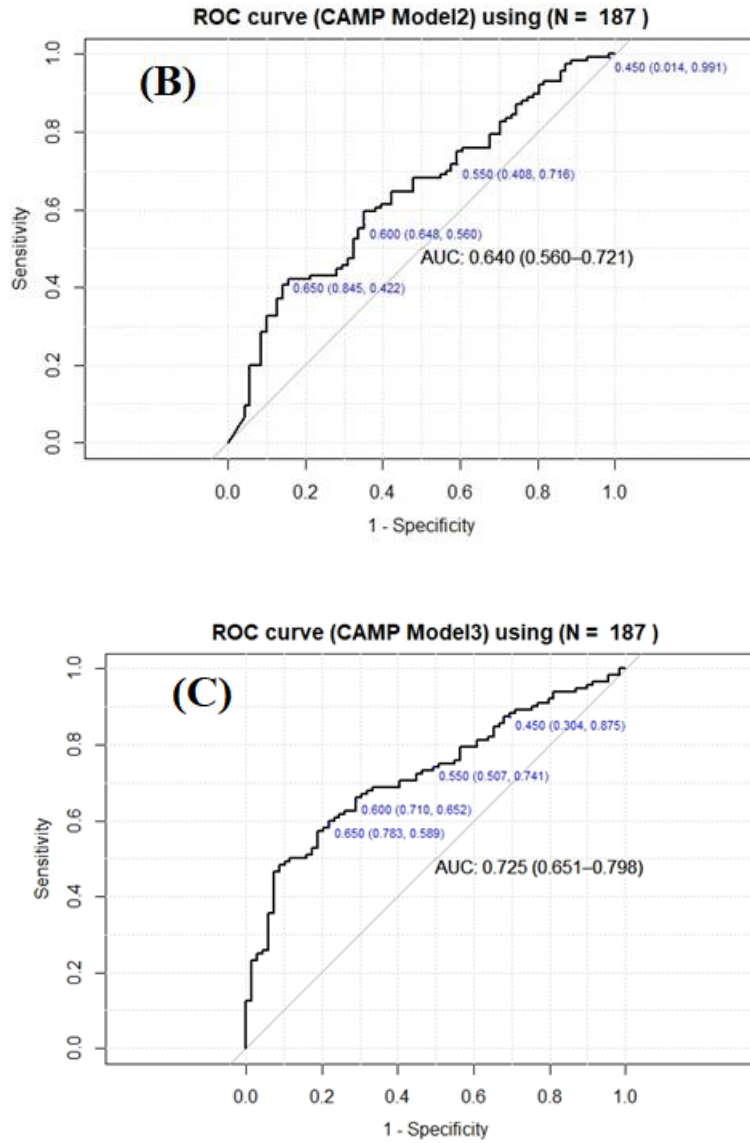 ROC curve (CAMP Model2) using (N = 187 )
(B)
1.0
0.8
0.6
0.4
0.2
0.0
Sensitivity
0.450 (0.014, 0.991)
0.550 (0.408, 0.716)
0.600 (0.648, 0.560)
AUC: 0.640 (0.560–0.721)
0.650 (0.845, 0.422)
0.0 0.2 0.4 0.6 0.8 1.0
1 - Specificity
ROC curve (CAMP Model3) using (N = 187 )
(C)
1.0
0.8
0.6
0.4
0.2
0.0
Sensitivity
0.450 (0.304, 0.875)
0.550 (0.507, 0.741)
0.600 (0.710, 0.652)
0.650 (0.783, 0.589)
AUC: 0.725 (0.651–0.798)
0.0 0.2 0.4 0.6 0.8 1.0
1 - Specificity